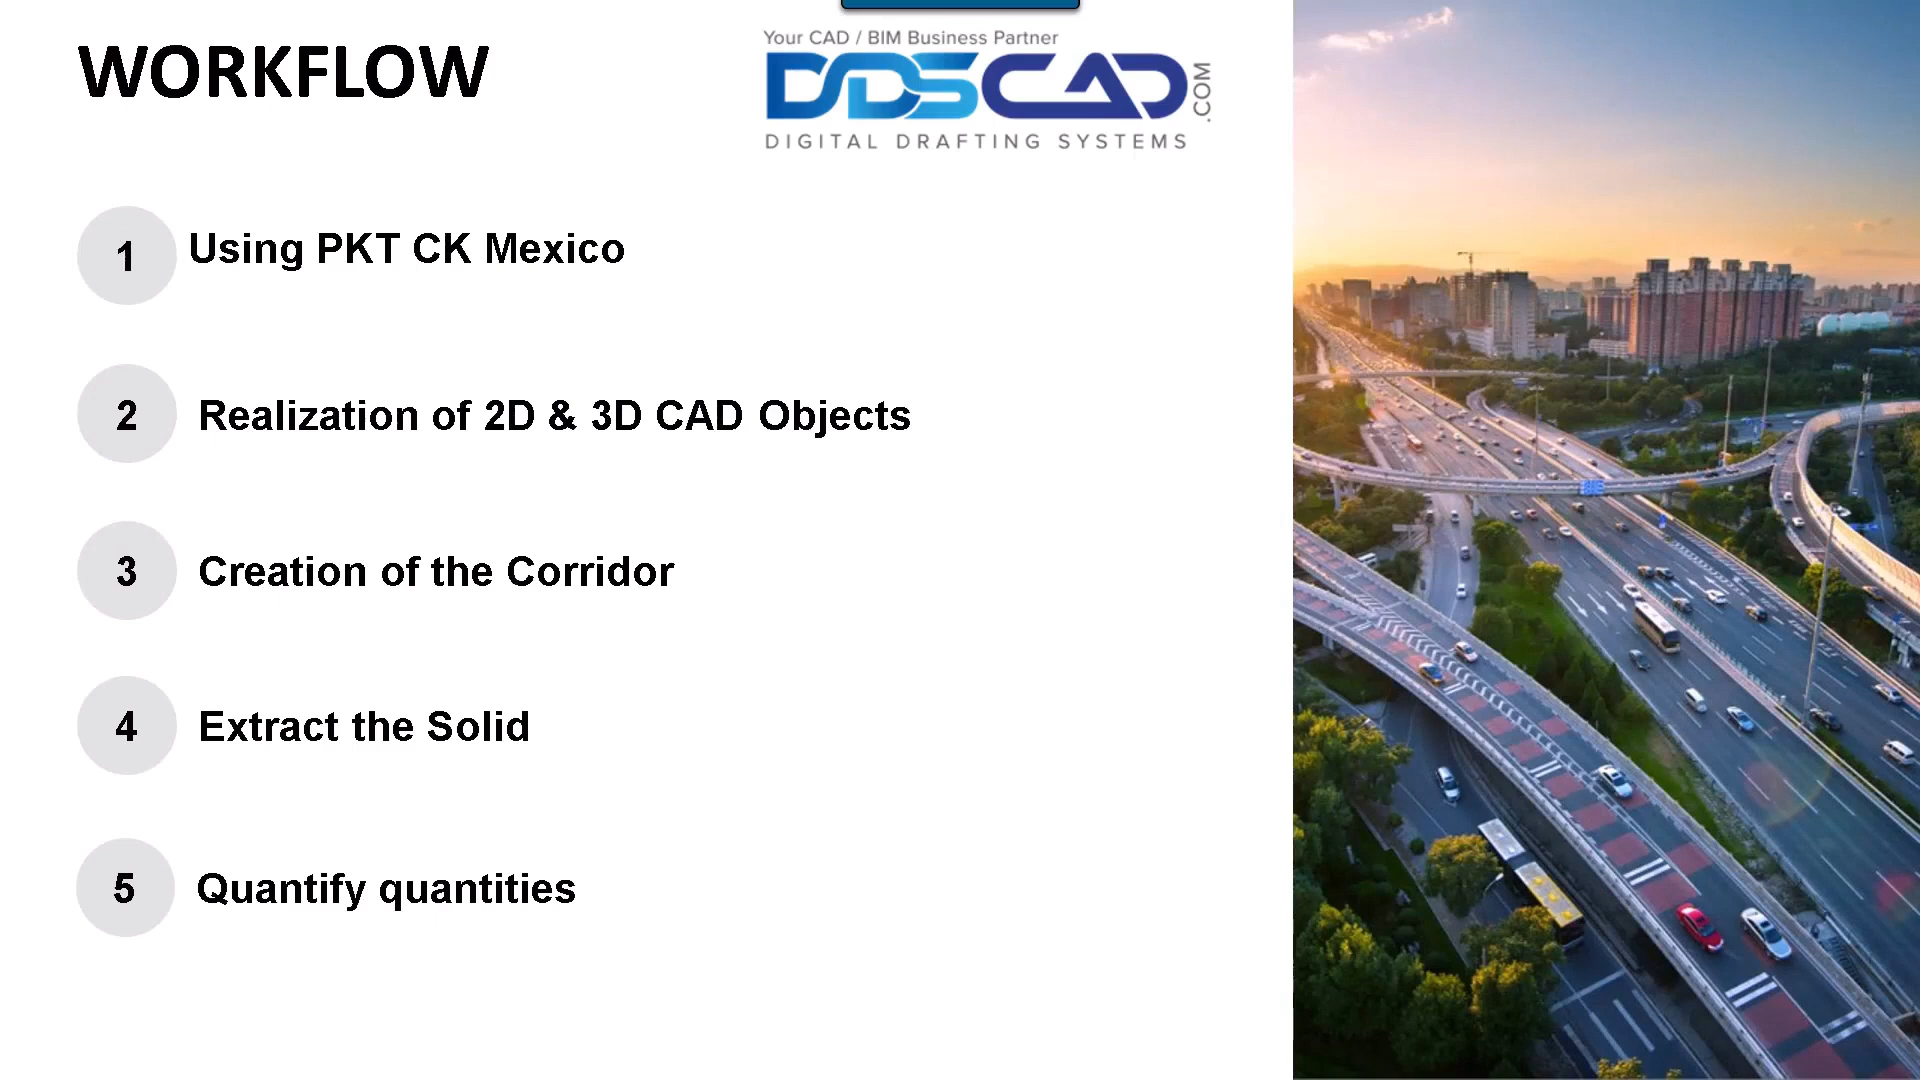 WORKFLOW
Your CAD / BIM Business Partner
DDSCAD.COM
DIGITAL DRAFTING SYSTEMS
1 Using PKT CK Mexico
2 Realization of 2D & 3D CAD Objects
3 Creation of the Corridor
4 Extract the Solid
5 Quantify quantities